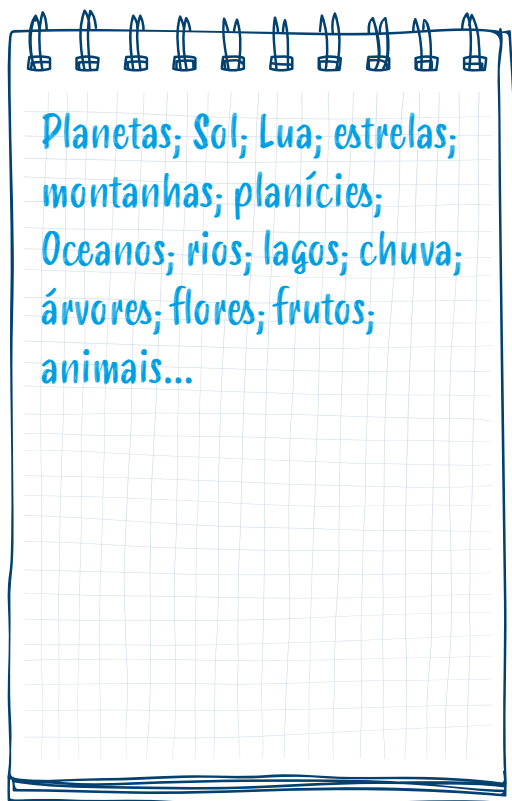 Planetas; Sol; Lua; estrelas;
montanhas; planícies;
Oceanos; rios; lagos; chuva;
árvores; flores; frutos;
animais...